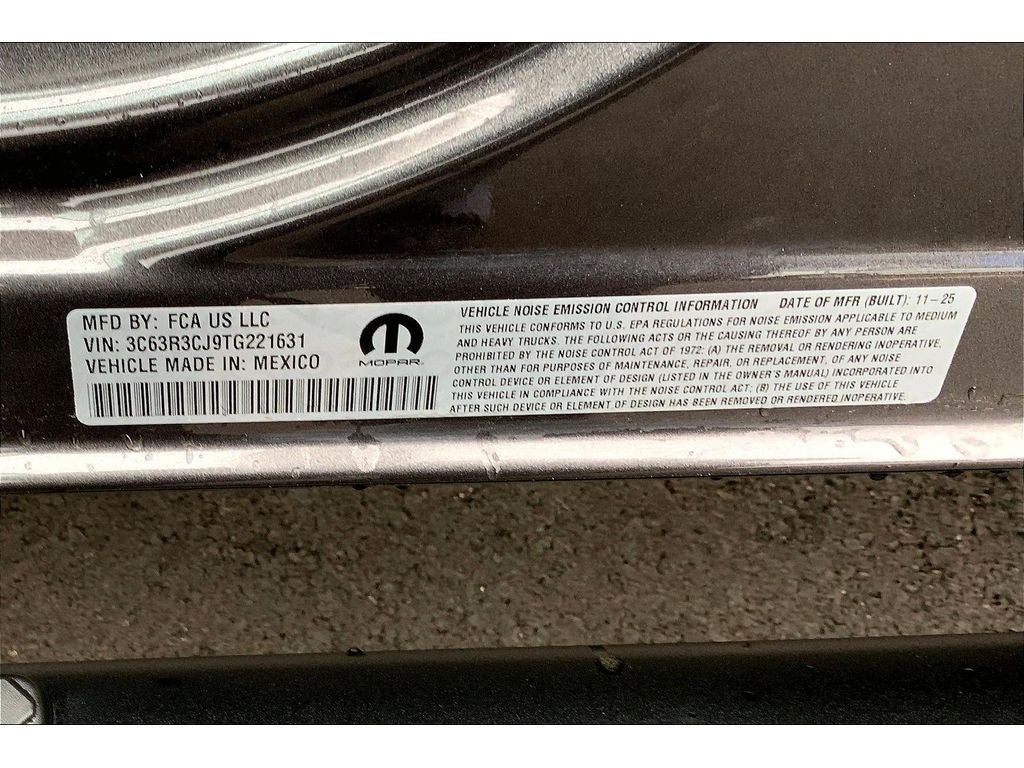 MFD BY: FCA US LLC
VIN: 3C63R3CJ9TG221631
VEHICLE MADE IN: MEXICO
MOPAR
VEHICLE NOISE EMISSION CONTROL INFORMATION DATE OF MFR (BUILT): 11-25
THIS VEHICLE CONFORMS TO U.S. EPA REGULATIONS FOR NOISE EMISSION APPLICABLE TO MEDIUM
AND HEAVY TRUCKS. THE FOLLOWING ACTS OR THE CAUSING THEREOF BY ANY PERSON ARE
PROHIBITED BY THE NOISE CONTROL ACT OF 1972: (A) THE REMOVAL OR RENDERING INOPERATIVE,
OTHER THAN FOR PURPOSES OF MAINTENANCE, REPAIR, OR REPLACEMENT, OF ANY NOISE
CONTROL DEVICE OR ELEMENT OF DESIGN (LISTED IN THE OWNER'S MANUAL) INCORPORATED INTO
THIS VEHICLE IN COMPLIANCE WITH THE NOISE CONTROL ACT; (B) THE USE OF THIS VEHICLE
AFTER SUCH DEVICE OR ELEMENT OF DESIGN HAS BEEN REMOVED OR RENDERED INOPERATIVE.